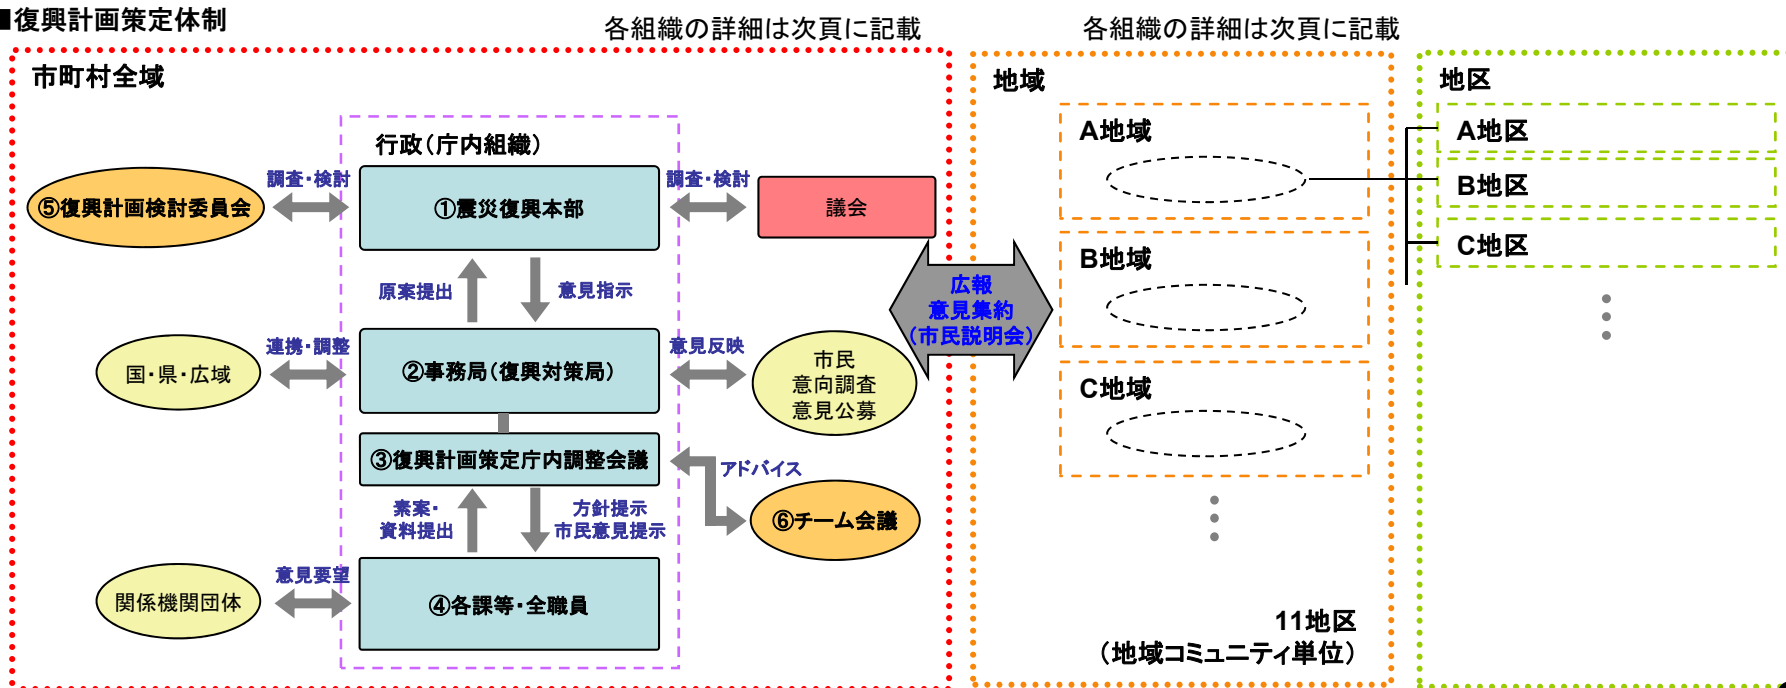 ■復興計画策定体制
各組織の詳細は次頁に記載
各組織の詳細は次頁に記載
市町村全域
行政（庁内組織）
調査・検討
⑤復興計画検討委員会
①震災復興本部
調査・検討
議会
原案提出
意見指示
連携・調整
国・県・広域
②事務局（復興対策局）
意見反映
市民
意向調査
意見公募
③復興計画策定庁内調整会議
アドバイス
⑥チーム会議
素案・
資料提出
方針提示
市民意見提示
意見要望
関係機関団体
④各課等・全職員
広報
意見集約
（市民説明会）
地域
A地域
B地域
C地域
11地区
（地域コミュニティ単位）
地区
A地区
B地区
C地区